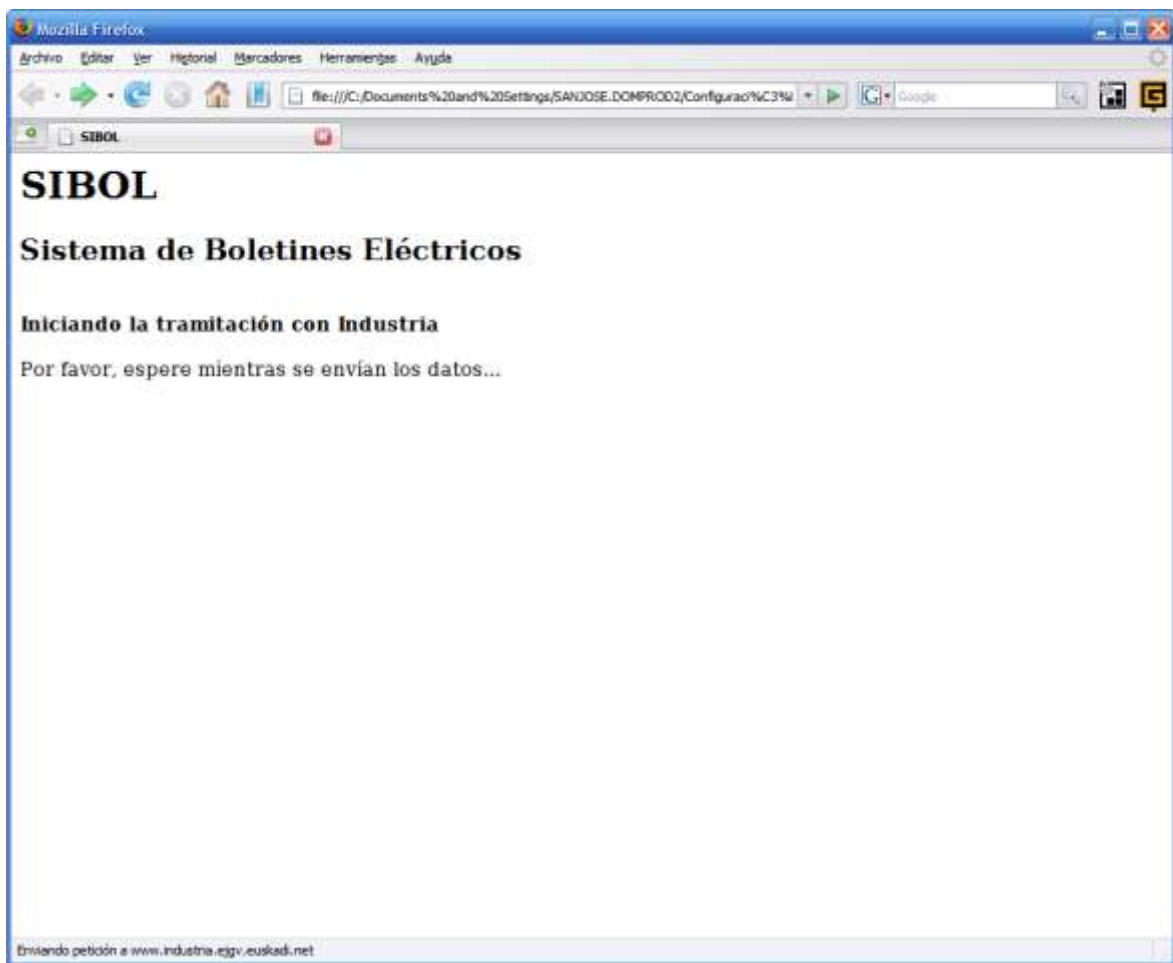 Mozilla Firefox
Archivo Editar Ver Historial Marcadores Herramientas Ayuda
file:///C:/Documents%20and%20Settings/SANJOSE.DOMPROD2/Configuraci%C3%
Google
SIBOL
SIBOL
Sistema de Boletines Eléctricos
Iniciando la tramitación con Industria
Por favor, espere mientras se envían los datos...
Enviando petición a www.industria.ejgv.euskadi.net